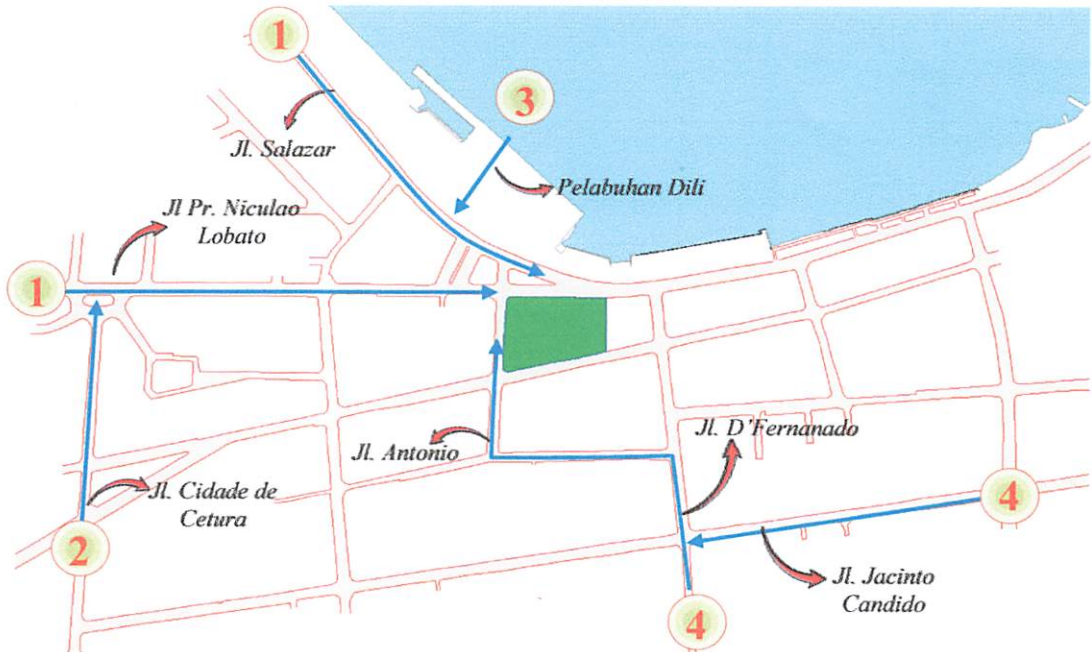 1
3
Jl. Salazar
Pelabuhan Dili
Jl Pr. Niculao
Lobato
1
Jl. Antonio
Jl. D'Fernanado
Jl. Cidade de
Cetura
4
2
Jl. Jacinto
Candido
4